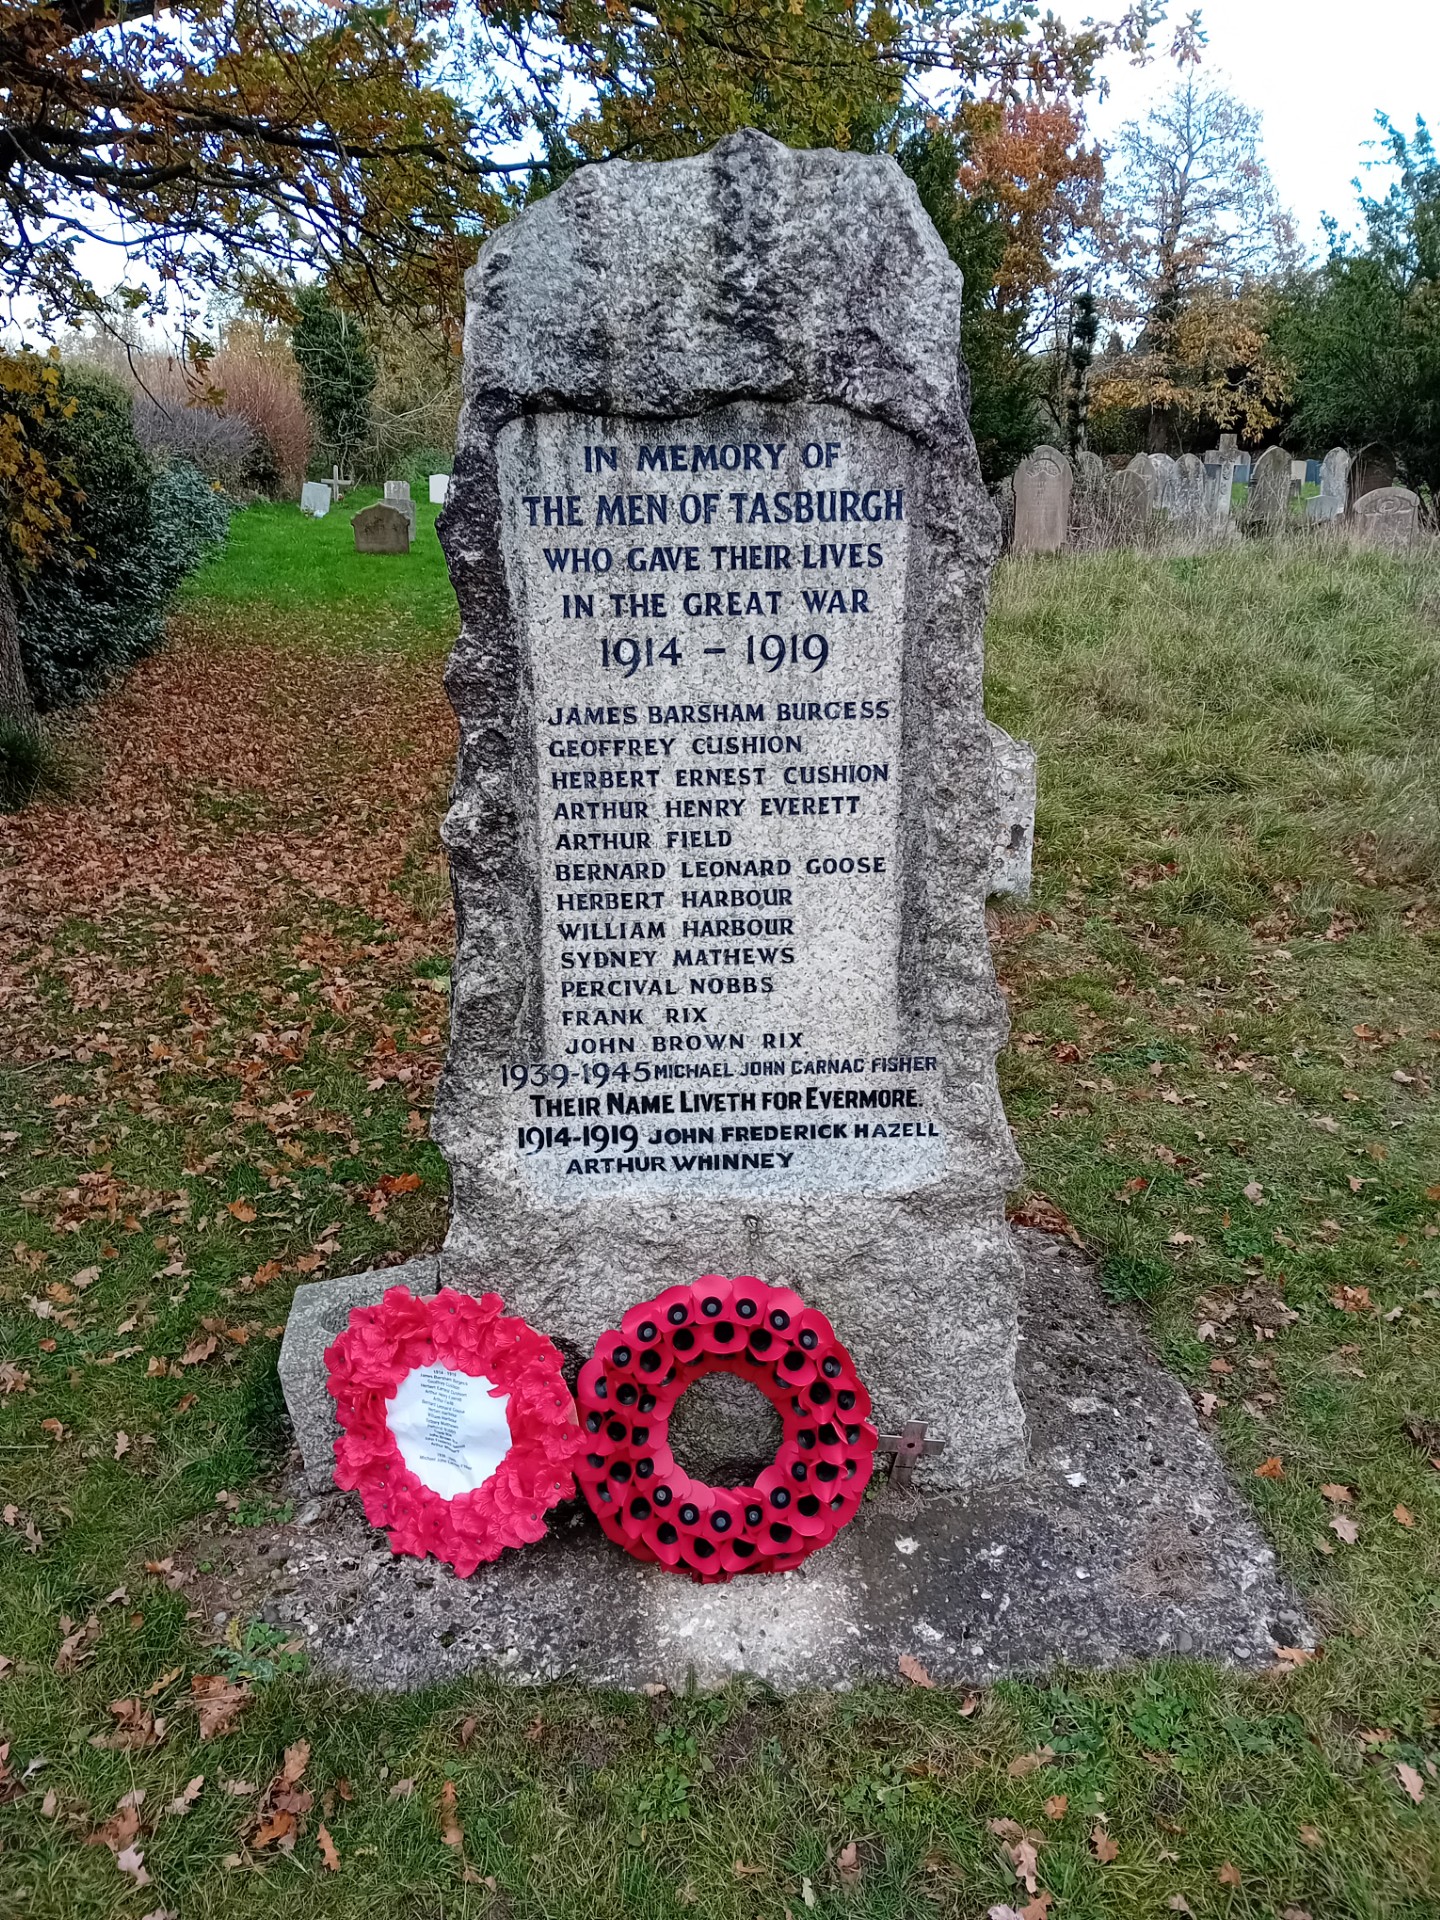 IN MEMORY OF
THE MEN OF TASBURGH
WHO GAVE THEIR LIVES
IN THE GREAT WAR
1914 – 1919
JAMES BARSHAM BURGESS
GEOFFREY CUSHION
HERBERT ERNEST CUSHION
ARTHUR HENRY EVERETT
ARTHUR FIELD
BERNARD LEONARD GOOSE
HERBERT HARBOUR
WILLIAM HARBOUR
SYDNEY MATHEWS
PERCIVAL NOBBS
FRANK RIX
JOHN BROWN RIX
1939-1945 MICHAEL JOHN CARNAC FISHER
THEIR NAME LIVETH FOR EVERMORE.
1914-1919 JOHN FREDERICK HAZELL
ARTHUR WHINNEY